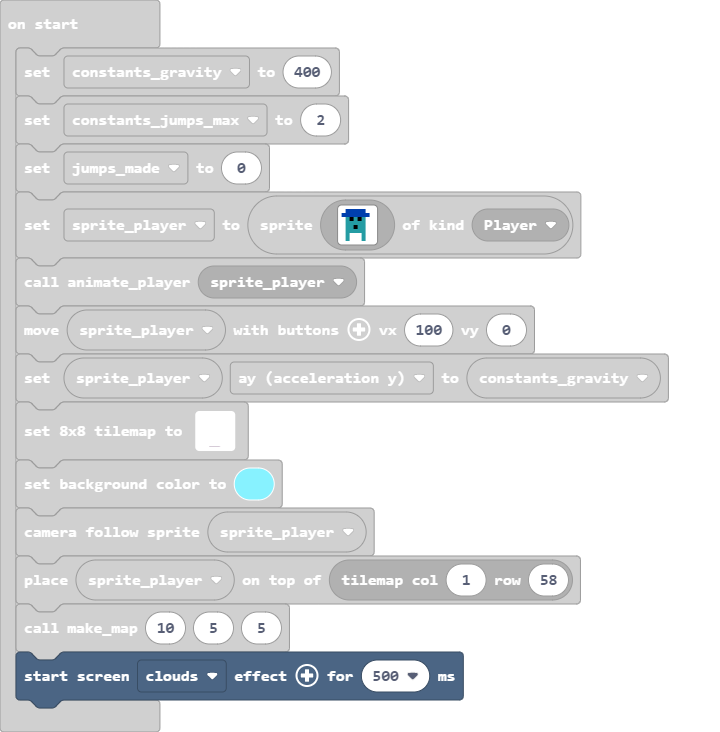 on start
set constants_gravity to 400
set constants_jumps_max to 2
set jumps_made to 0
set sprite_player to sprite of kind Player
call animate_player sprite_player
move sprite_player with buttons vx 100 vy 0
set sprite_player ay (acceleration y) to constants_gravity
set 8x8 tilemap to
set background color to
camera follow sprite sprite_player
place sprite_player on top of tilemap col 1 row 58
call make_map 10 5 5
start screen clouds effect for 500 ms